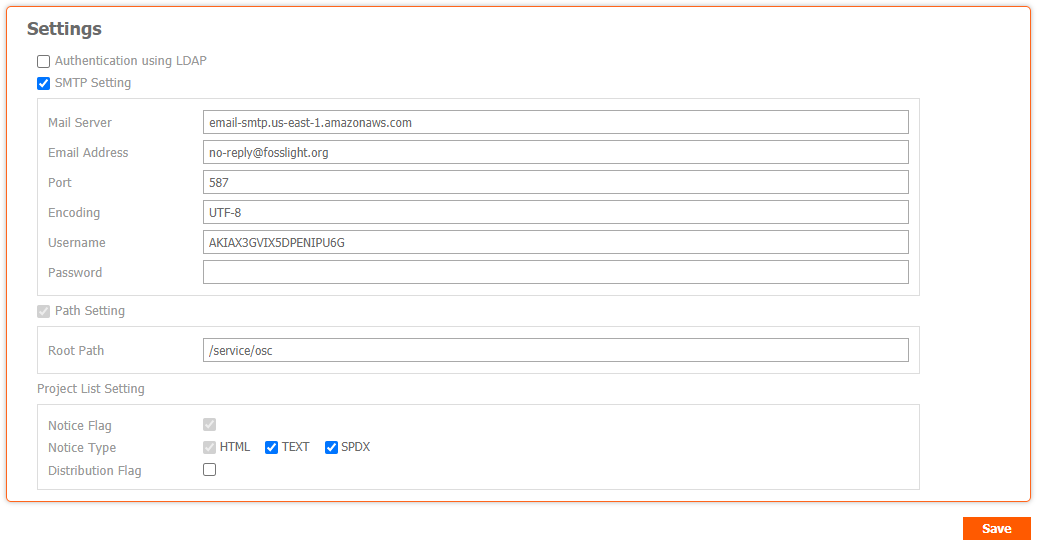 Settings
Authentication using LDAP
SMTP Setting
Mail Server email-smtp.us-east-1.amazonaws.com
Email Address no-reply@fosslight.org
Port 587
Encoding UTF-8
Username AKIAX3GVIX5DPENIPU6G
Password
Path Setting
Root Path /service/osc
Project List Setting
Notice Flag
Notice Type HTML TEXT SPDX
Distribution Flag
Save